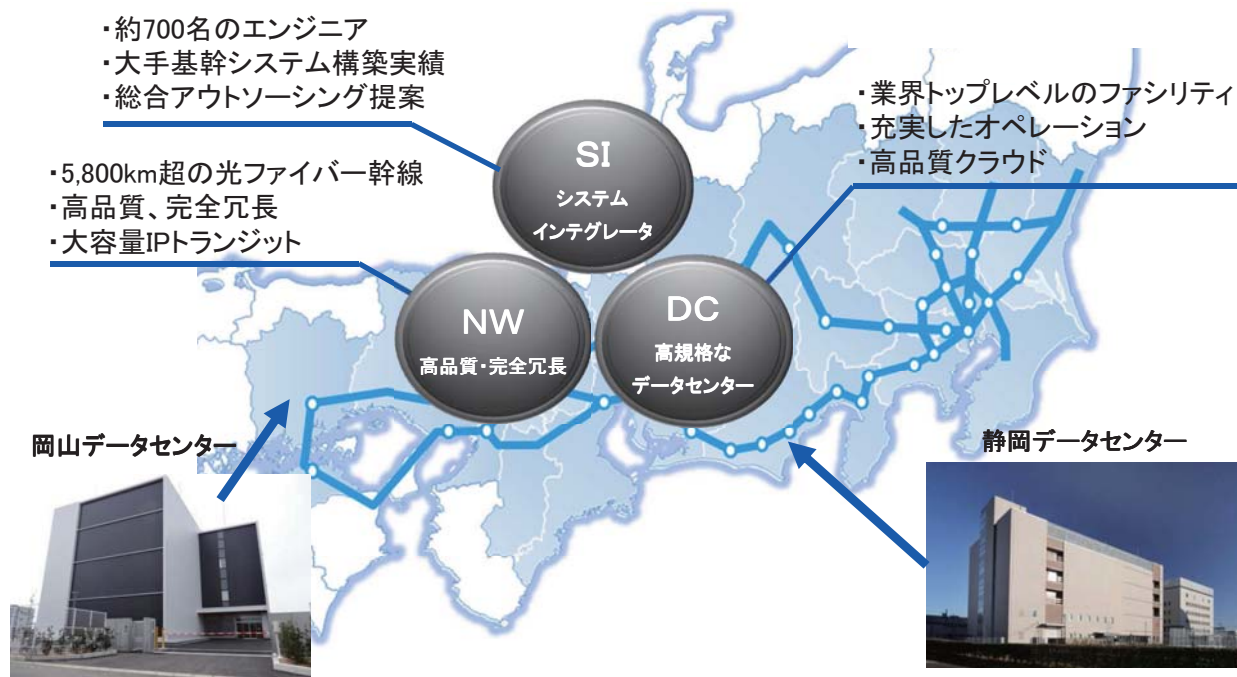 ・約700名のエンジニア
・大手基幹システム構築実績
・総合アウトソーシング提案
・業界トップレベルのファシリティ
・充実したオペレーション
・高品質クラウド
・5,800km超の光ファイバー幹線
・高品質、完全冗長
・大容量IPトランジット
SI
システム
インテグレータ
NW
高品質・完全冗長
DC
高規格な
データセンター
岡山データセンター
静岡データセンター